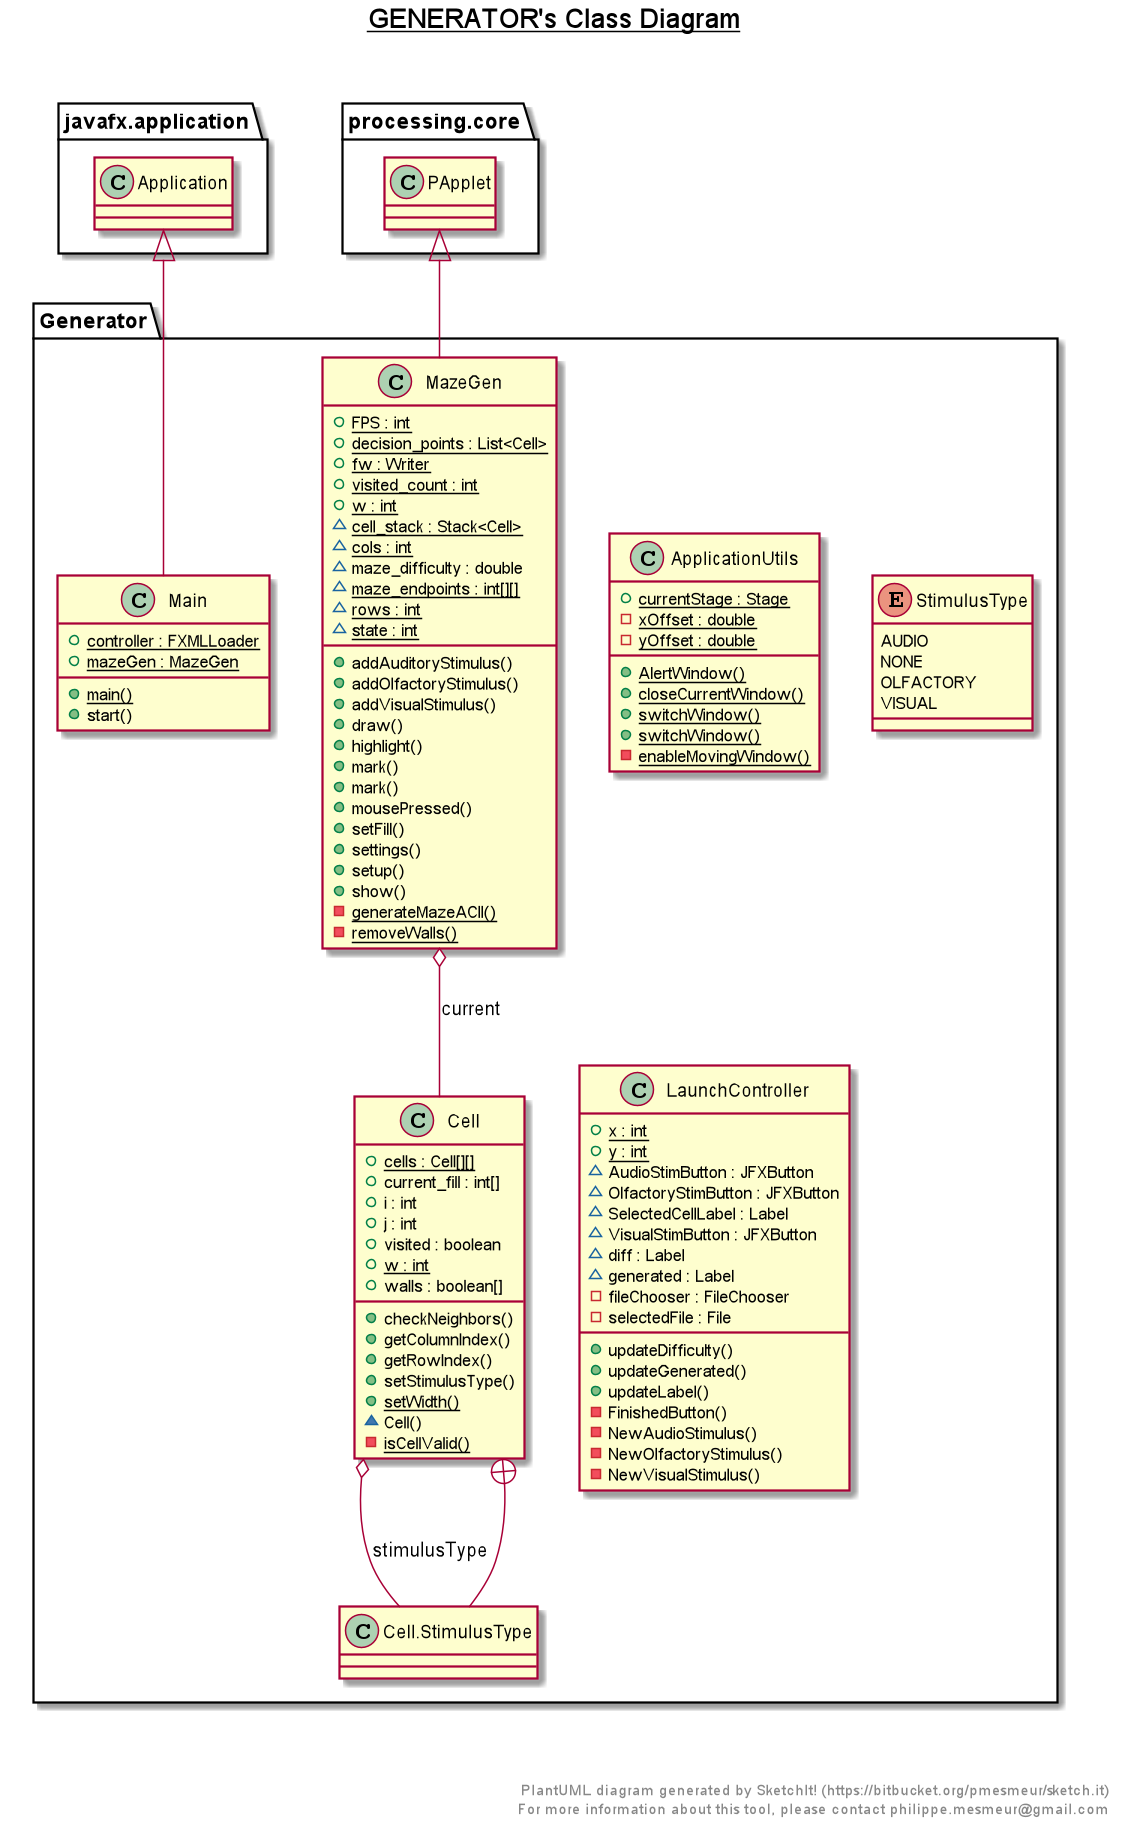 GENERATOR's Class Diagram
javafx.application
C Application
processing.core
C PApplet
Generator
C MazeGen
FPS : int
decision_points : List<Cell>
fw : Writer
visited_count : int
w : int
cell_stack : Stack<Cell>
cols : int
maze_difficulty : double
maze_endpoints : int[][]
rows : int
state : int
addAuditoryStimulus()
addOlfactoryStimulus()
addVisualStimulus()
draw()
highlight()
mark()
mark()
mousePressed()
setFill()
settings()
setup()
show()
generateMazeACII()
removeWalls()
C Main
controller : FXMLLoader
mazeGen : MazeGen
main()
start()
C ApplicationUtils
currentStage : Stage
xOffset : double
yOffset : double
AlertWindow()
closeCurrentWindow()
switchWindow()
switchWindow()
enableMovingWindow()
E StimulusType
AUDIO
NONE
OLFACTORY
VISUAL
current
C Cell
cells : Cell[][]
current_fill : int[]
i : int
j : int
visited : boolean
w : int
walls : boolean[]
checkNeighbors()
getColumnIndex()
getRowIndex()
setStimulusType()
setWidth()
Cell()
isCellValid()
C LaunchController
x : int
y : int
AudioStimButton : JFXButton
OlfactoryStimButton : JFXButton
SelectedCellLabel : Label
VisualStimButton : JFXButton
diff : Label
generated : Label
fileChooser : FileChooser
selectedFile : File
updateDifficulty()
updateGenerated()
updateLabel()
FinishedButton()
NewAudioStimulus()
NewOlfactoryStimulus()
NewVisualStimulus()
stimulusType
C Cell.StimulusType
PlantUML diagram generated by SketchIt! (https://bitbucket.org/pmesmeur/sketch.it)
For more information about this tool, please contact philippe.mesmeur@gmail.com